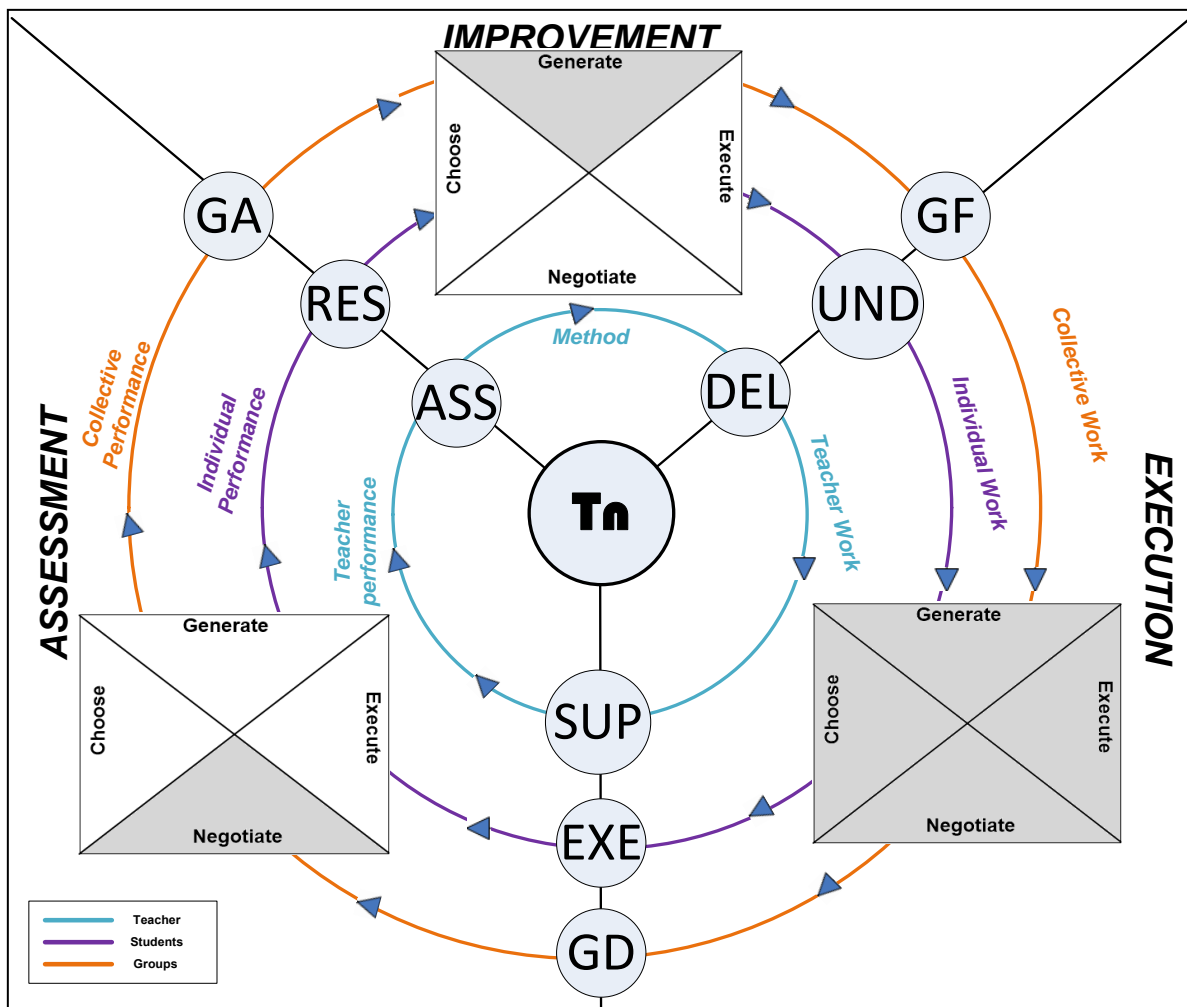 IMPROVEMENT
Generate
Choose
Execute
Negotiate
GA
GF
RES
UND
Method
ASS
DEL
Collective
Performance
Individual
Performance
Teacher
performance
Teacher Work
Individual Work
Collective Work
ASSESSMENT
EXECUTION
Tn
Generate
Choose
Execute
Negotiate
Generate
Choose
Execute
Negotiate
SUP
EXE
GD
Teacher
Students
Groups